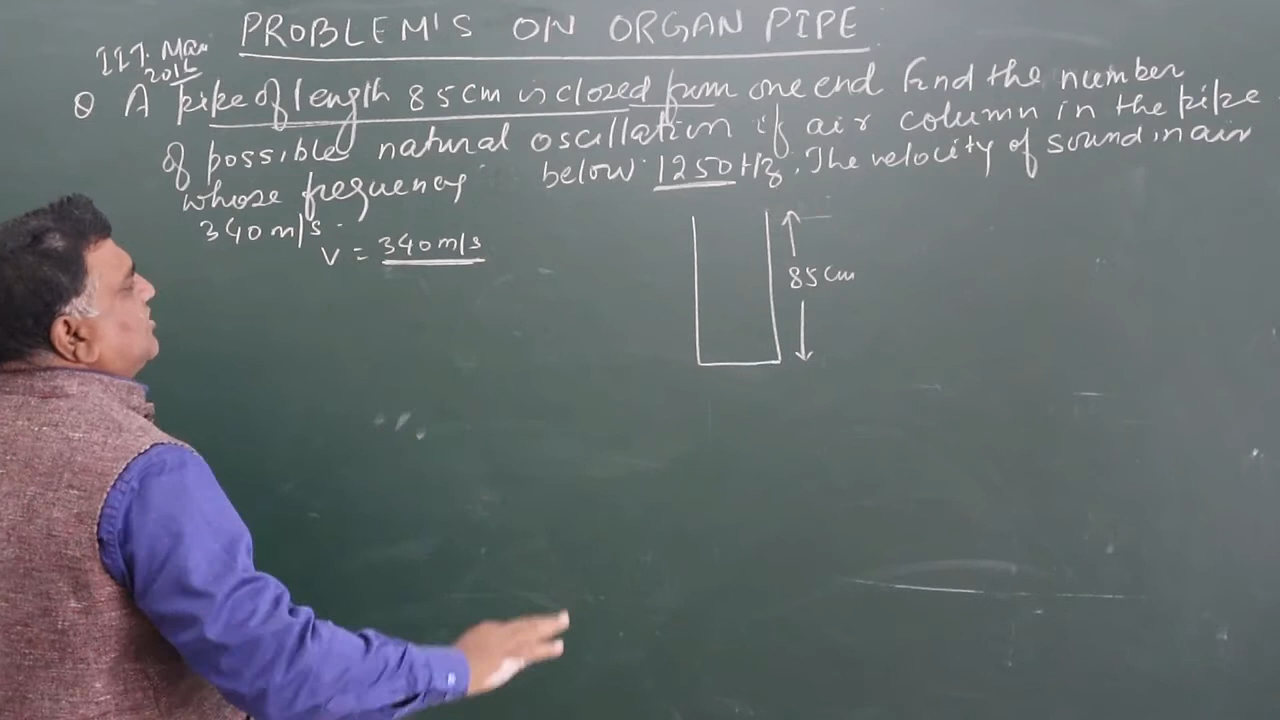 PROBLEM'S ON ORGAN PIPE
IIT. Main
2016
Q A pipe of length 85 cm is closed from one end find the number
of possible natural oscillation if air column in the pipe
whose frequency below 1250 Hz. The velocity of sound in air
340 m/s.
V = 340 m/s
85 cm